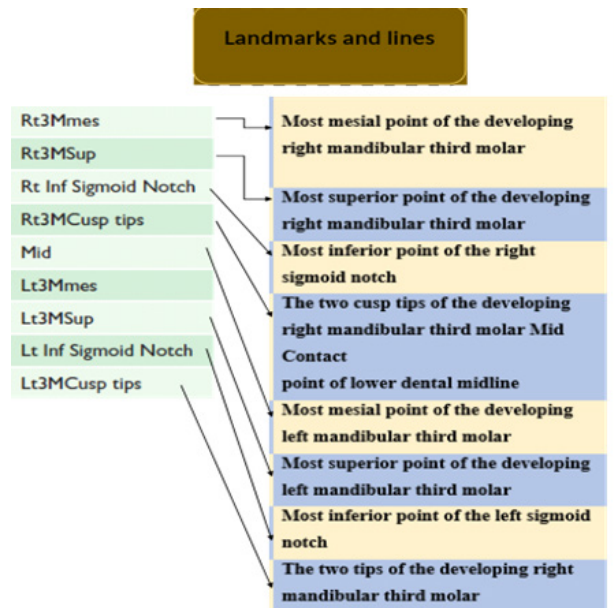 Landmarks and lines
Rt3Mmes
Rt3MSup
Rt Inf Sigmoid Notch
Rt3MCusp tips
Mid
Lt3Mmes
Lt3MSup
Lt Inf Sigmoid Notch
Lt3MCusp tips
Most mesial point of the developing
right mandibular third molar
Most superior point of the developing
right mandibular third molar
Most inferior point of the right
sigmoid notch
The two cusp tips of the developing
right mandibular third molar Mid
Contact
point of lower dental midline
Most mesial point of the developing
left mandibular third molar
Most superior point of the developing
left mandibular third molar
Most inferior point of the left sigmoid
notch
The two tips of the developing right
mandibular third molar